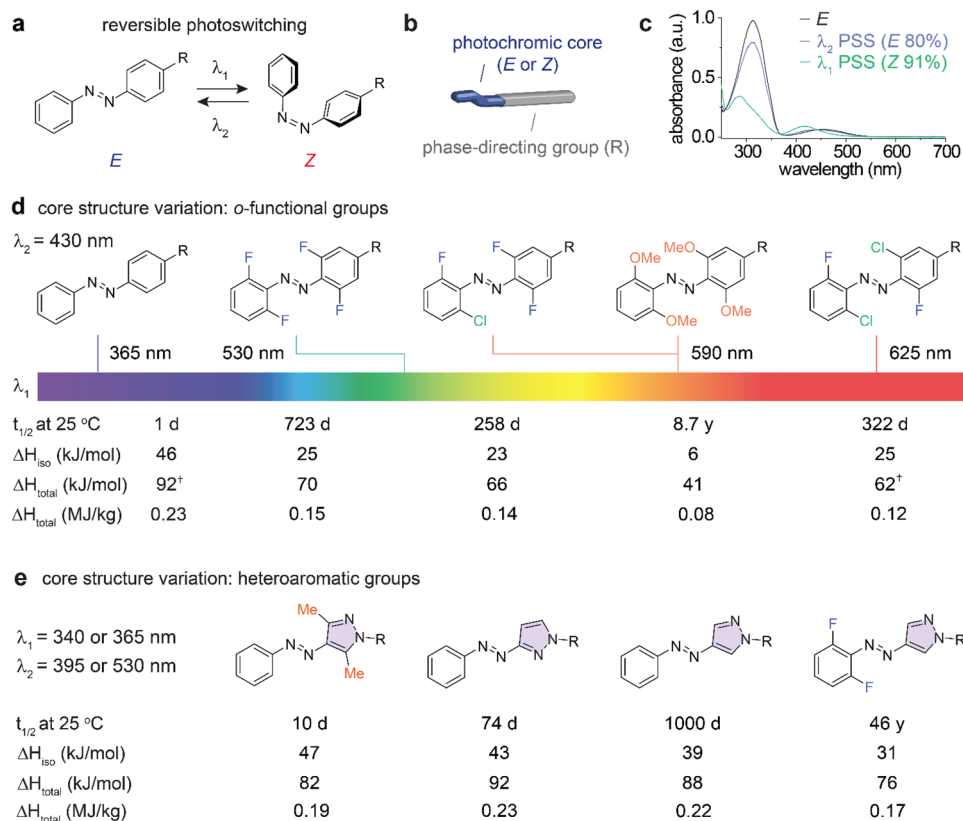 a reversible photoswitching
R
N
N
λ1
λ2
R
N
N
E
Z
b
photochromic core
(E or Z)
phase-directing group (R)
c
E
λ2 PSS (E 80%)
λ1 PSS (Z 91%)
absorbance (a.u.)
1.0
0.5
0.0
300 400 500 600 700
wavelength (nm)
d core structure variation: o-functional groups
λ2 = 430 nm
R
N
N
F
F
N
N
F
F
R
F
Cl
N
N
F
F
R
MeO
OMe
N
N
MeO
OMe
R
F
Cl
N
N
Cl
F
R
365 nm 530 nm 590 nm 625 nm
λ1
t1/2 at 25 °C 1 d 723 d 258 d 8.7 y 322 d
ΔHiso (kJ/mol) 46 25 23 6 25
ΔHtotal (kJ/mol) 92† 70 66 41 62†
ΔHtotal (MJ/kg) 0.23 0.15 0.14 0.08 0.12
e core structure variation: heteroaromatic groups
λ1 = 340 or 365 nm
λ2 = 395 or 530 nm
Me
N
N-R
N
N
Me
N
N
N
N-R
N
N
N
N-R
F
N
N
F
N
N-R
t1/2 at 25 °C 10 d 74 d 1000 d 46 y
ΔHiso (kJ/mol) 47 43 39 31
ΔHtotal (kJ/mol) 82 92 88 76
ΔHtotal (MJ/kg) 0.19 0.23 0.22 0.17